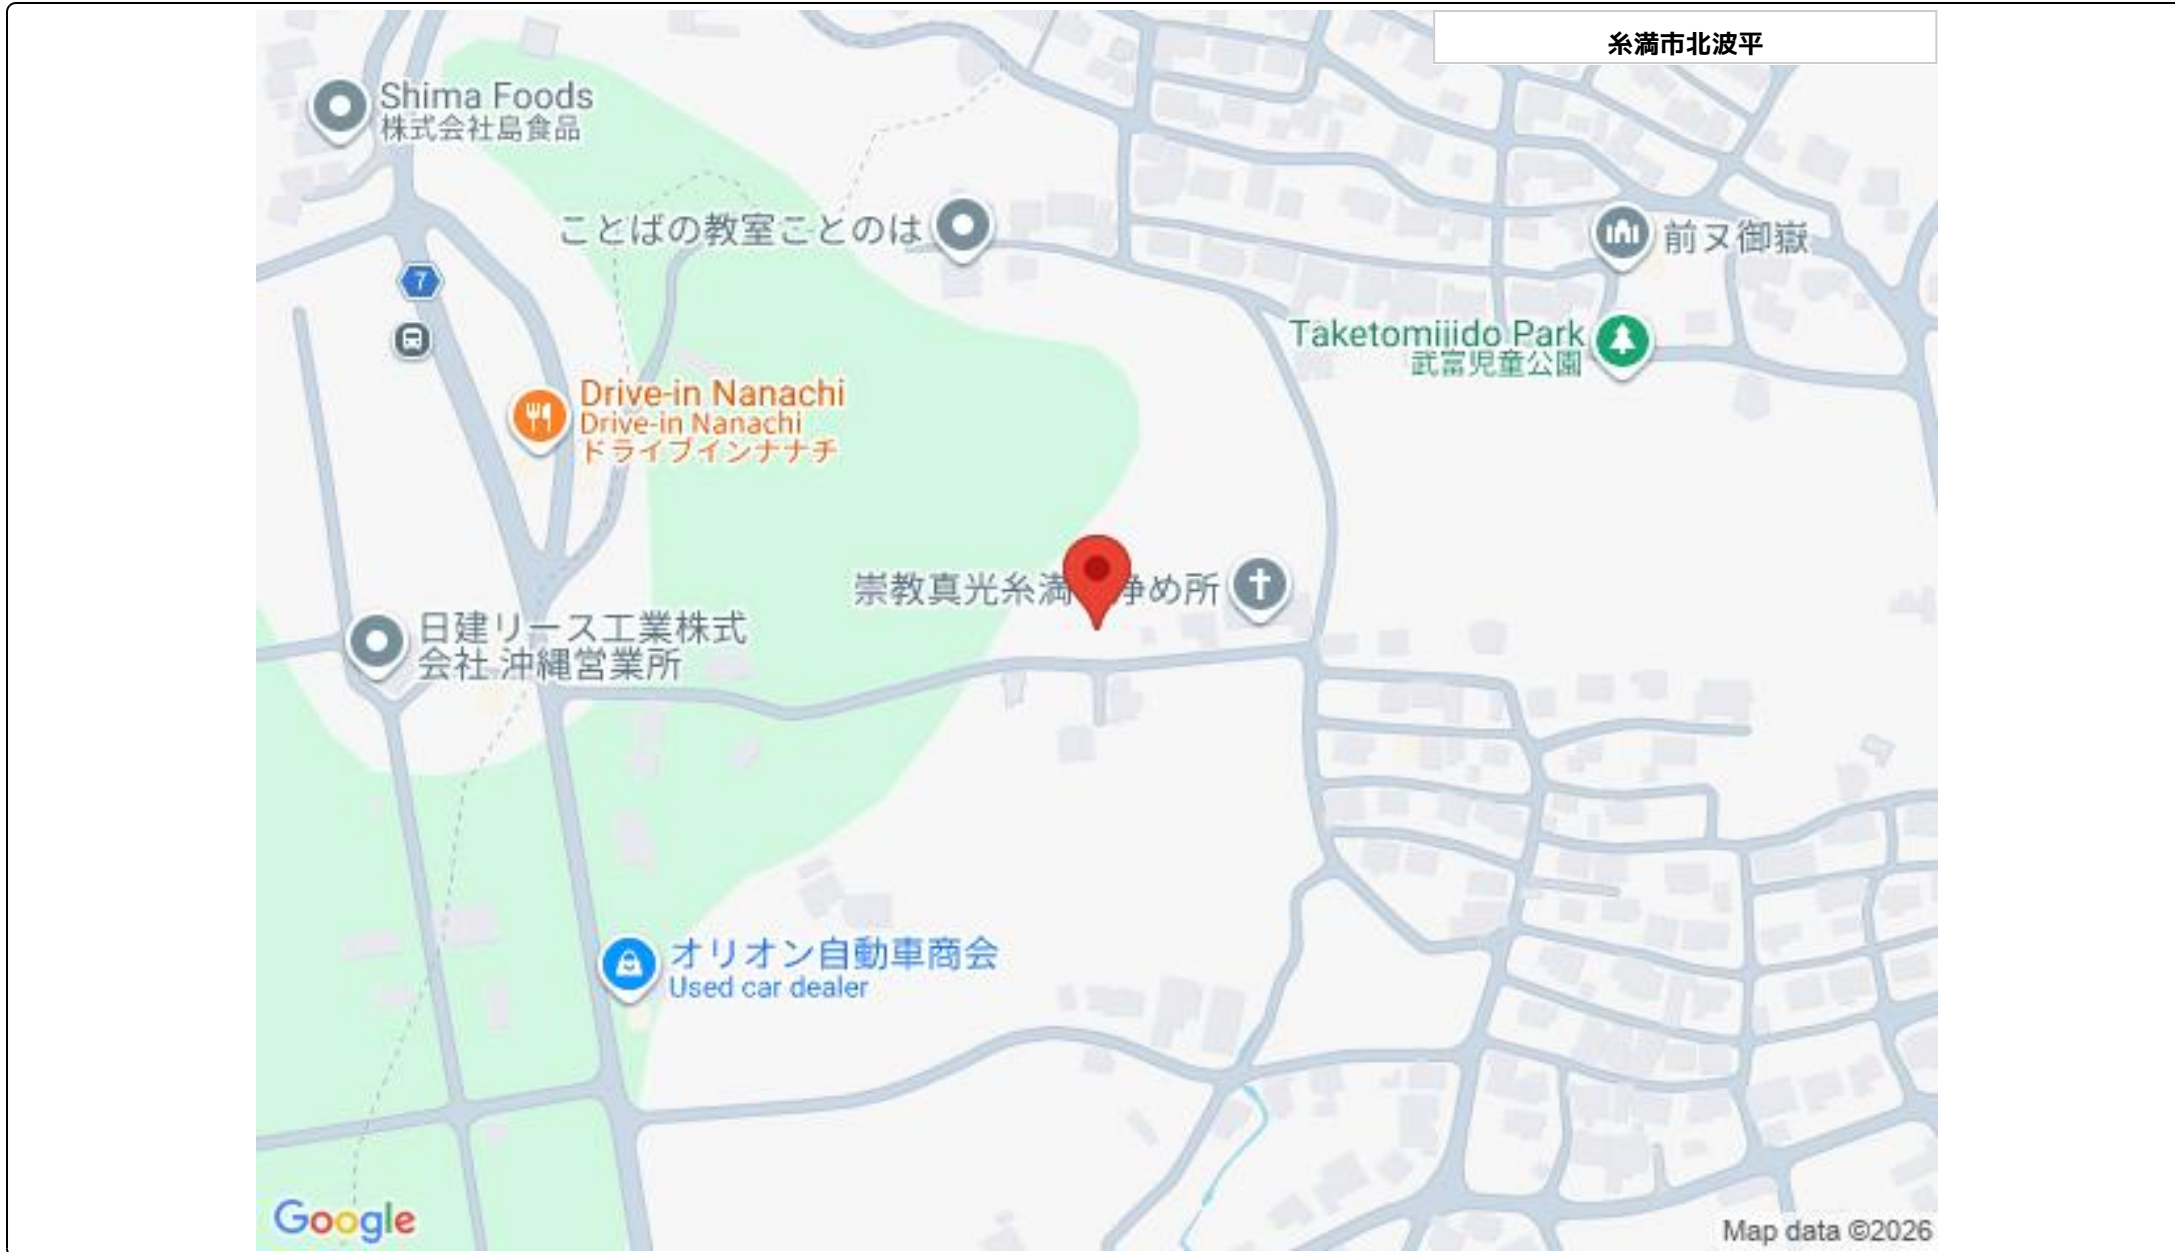 糸満市北波平
Shima Foods
株式会社島食品
ことばの教室ことのは
前ヌ御嶽
7
Taketomijido Park
武富児童公園
Drive-in Nanachi
Drive-in Nanachi
ドライブインナナチ
崇教真光糸満 浄め所
日建リース工業株式
会社 沖縄営業所
オリオン自動車商会
Used car dealer
Google
Map data ©2026